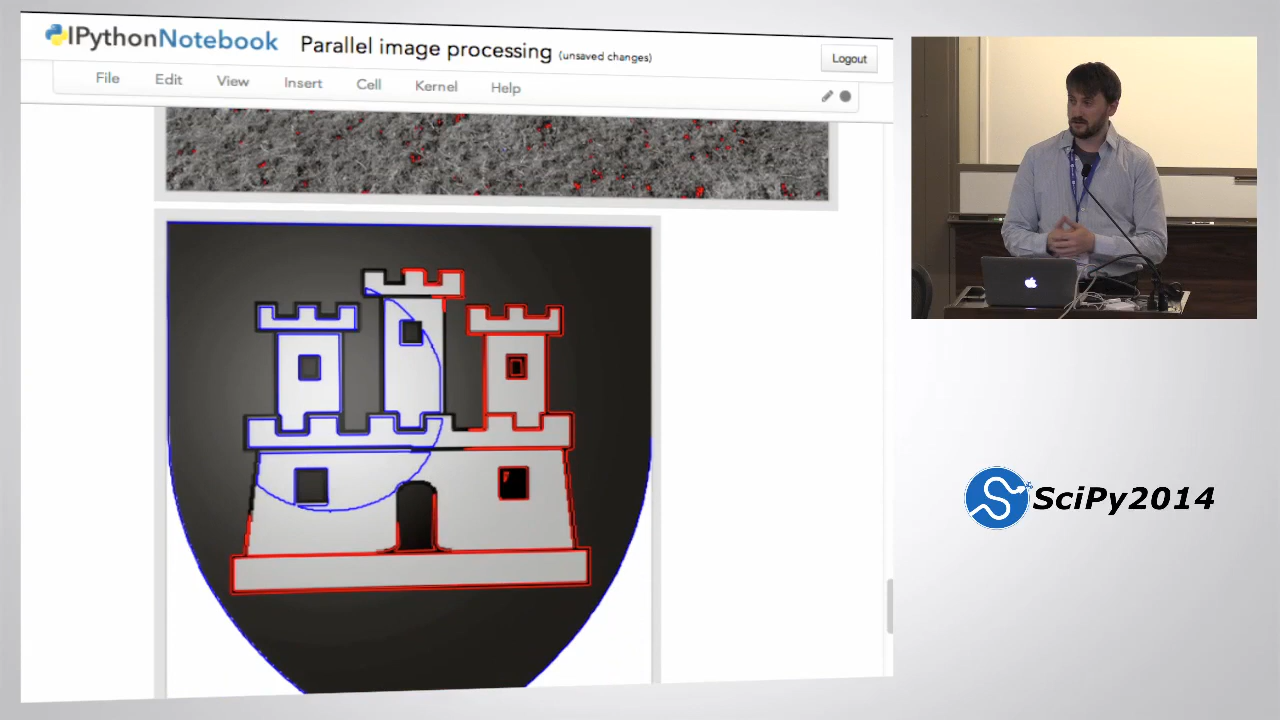 IPythonNotebook Parallel image processing (unsaved changes) Logout
File Edit View Insert Cell Kernel Help
SciPy2014